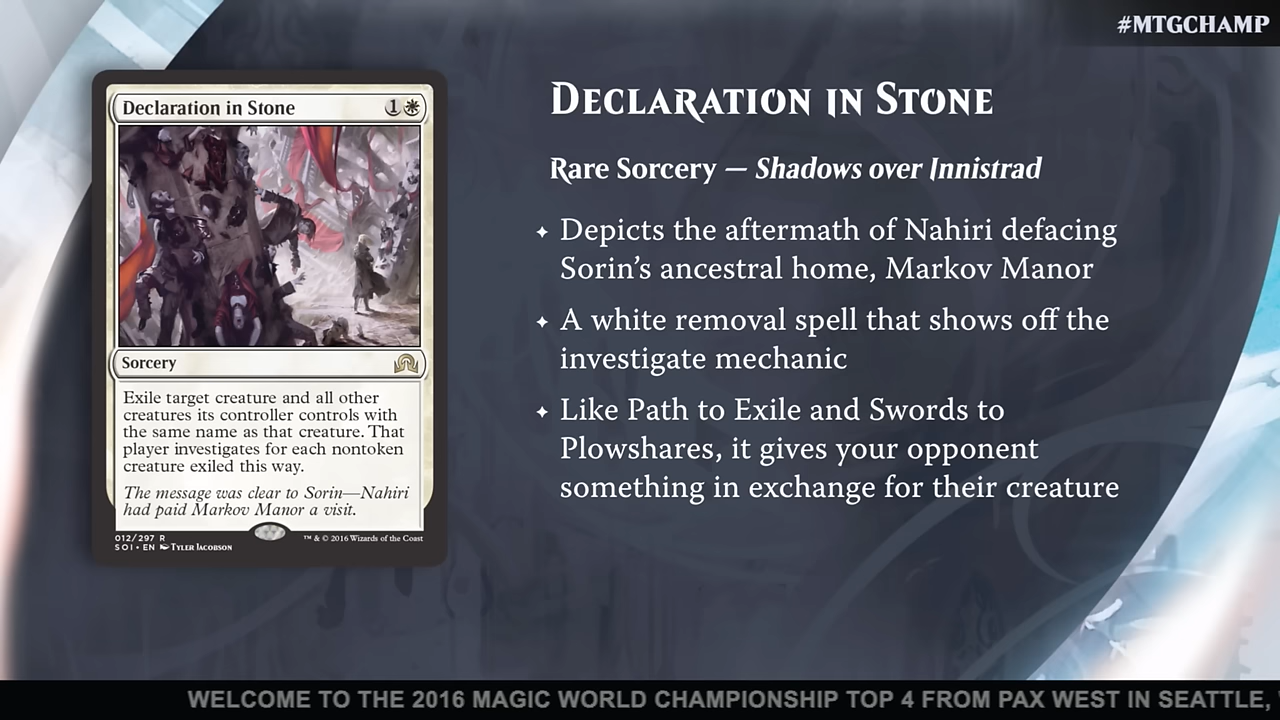 #MTGCHAMP
Declaration in Stone 1
Sorcery
Exile target creature and all other
creatures its controller controls with
the same name as that creature. That
player investigates for each nontoken
creature exiled this way.
The message was clear to Sorin—Nahiri
had paid Markov Manor a visit.
012/297 R
SOI • EN Tyler Jacobson
™ & © 2016 Wizards of the Coast
Declaration in Stone
Rare Sorcery — Shadows over Innistrad
✦ Depicts the aftermath of Nahiri defacing
Sorin's ancestral home, Markov Manor
✦ A white removal spell that shows off the
investigate mechanic
✦ Like Path to Exile and Swords to
Plowshares, it gives your opponent
something in exchange for their creature
WELCOME TO THE 2016 MAGIC WORLD CHAMPIONSHIP TOP 4 FROM PAX WEST IN SEATTLE,